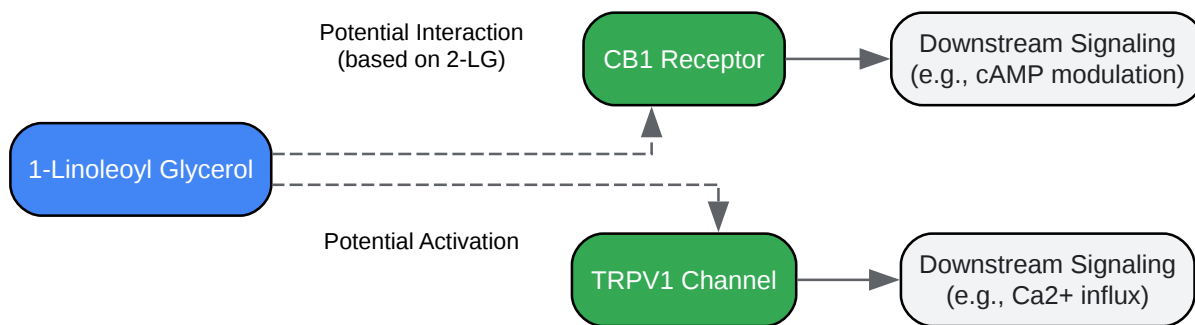 Potential Interaction
(based on 2-LG)
CB1 Receptor
Downstream Signaling
(e.g., cAMP modulation)
1-Linoleoyl Glycerol
Potential Activation
TRPV1 Channel
Downstream Signaling
(e.g., Ca2+ influx)